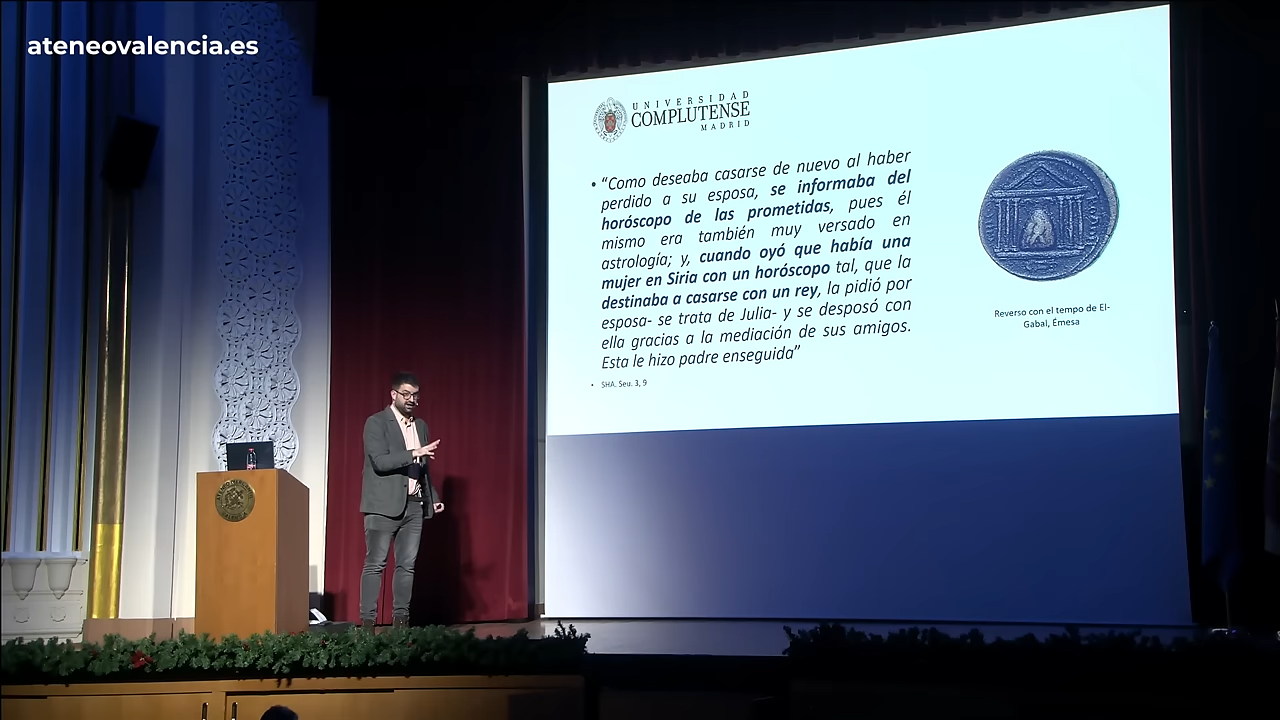 ateneovalencia.es
UNIVERSIDAD
COMPLUTENSE
MADRID
• “Como deseaba casarse de nuevo al haber
perdido a su esposa, se informaba del
horóscopo de las prometidas, pues él
mismo era también muy versado en
astrología; y, cuando oyó que había una
mujer en Siria con un horóscopo tal, que la
destinaba a casarse con un rey, la pidió por
esposa- se trata de Julia- y se desposó con
ella gracias a la mediación de sus amigos.
Esta le hizo padre enseguida”
• SHA. Seu. 3, 9
Reverso con el tempo de El-
Gabal, Émesa